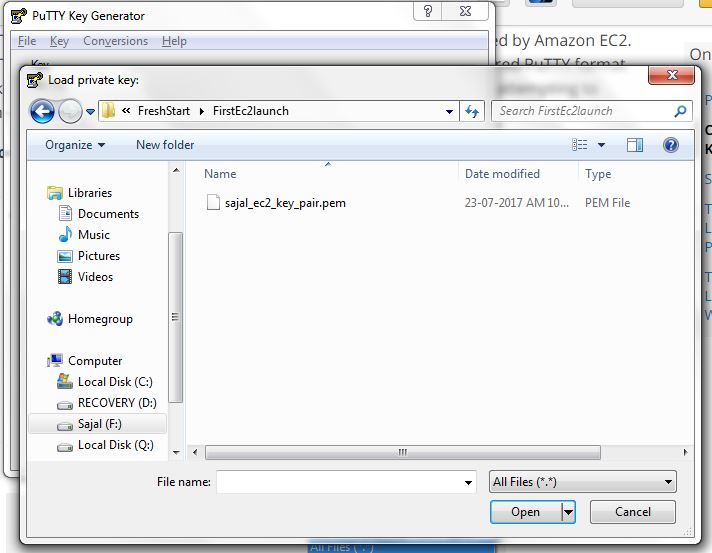 PuTTY Key Generator
File Key Conversions Help
ed by Amazon EC2.
On
Load private key:
« FreshStart FirstEc2launch
Search FirstEc2launch
Organize
New folder
Name
Date modified
Type
sajal_ec2_key_pair.pem
23-07-2017 AM 10...
PEM File
Libraries
Documents
Music
Pictures
Videos
Homegroup
Computer
Local Disk (C:)
RECOVERY (D:)
Sajal (F:)
Local Disk (Q:)
File name:
All Files (*.*)
Open
Cancel
All Files (*.*)